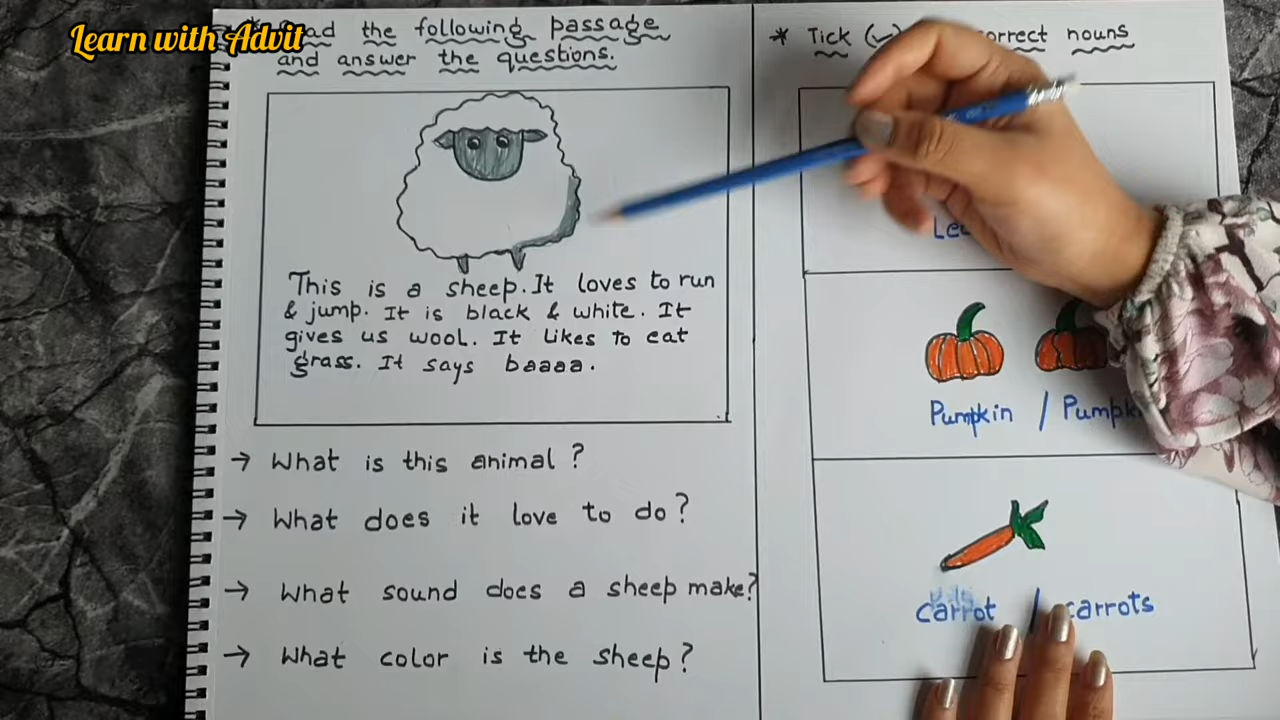 Learn with Advit
the following passage
and answer the questions.
This is a sheep. It loves to run
& jump. It is black & white. It
gives us wool. It likes to eat
grass. It says baaaa.
→ What is this animal ?
→ What does it love to do ?
→ What sound does a sheep make?
→ What color is the sheep ?
* Tick (✓) nouns
Pumpkin /
carrot / carrots